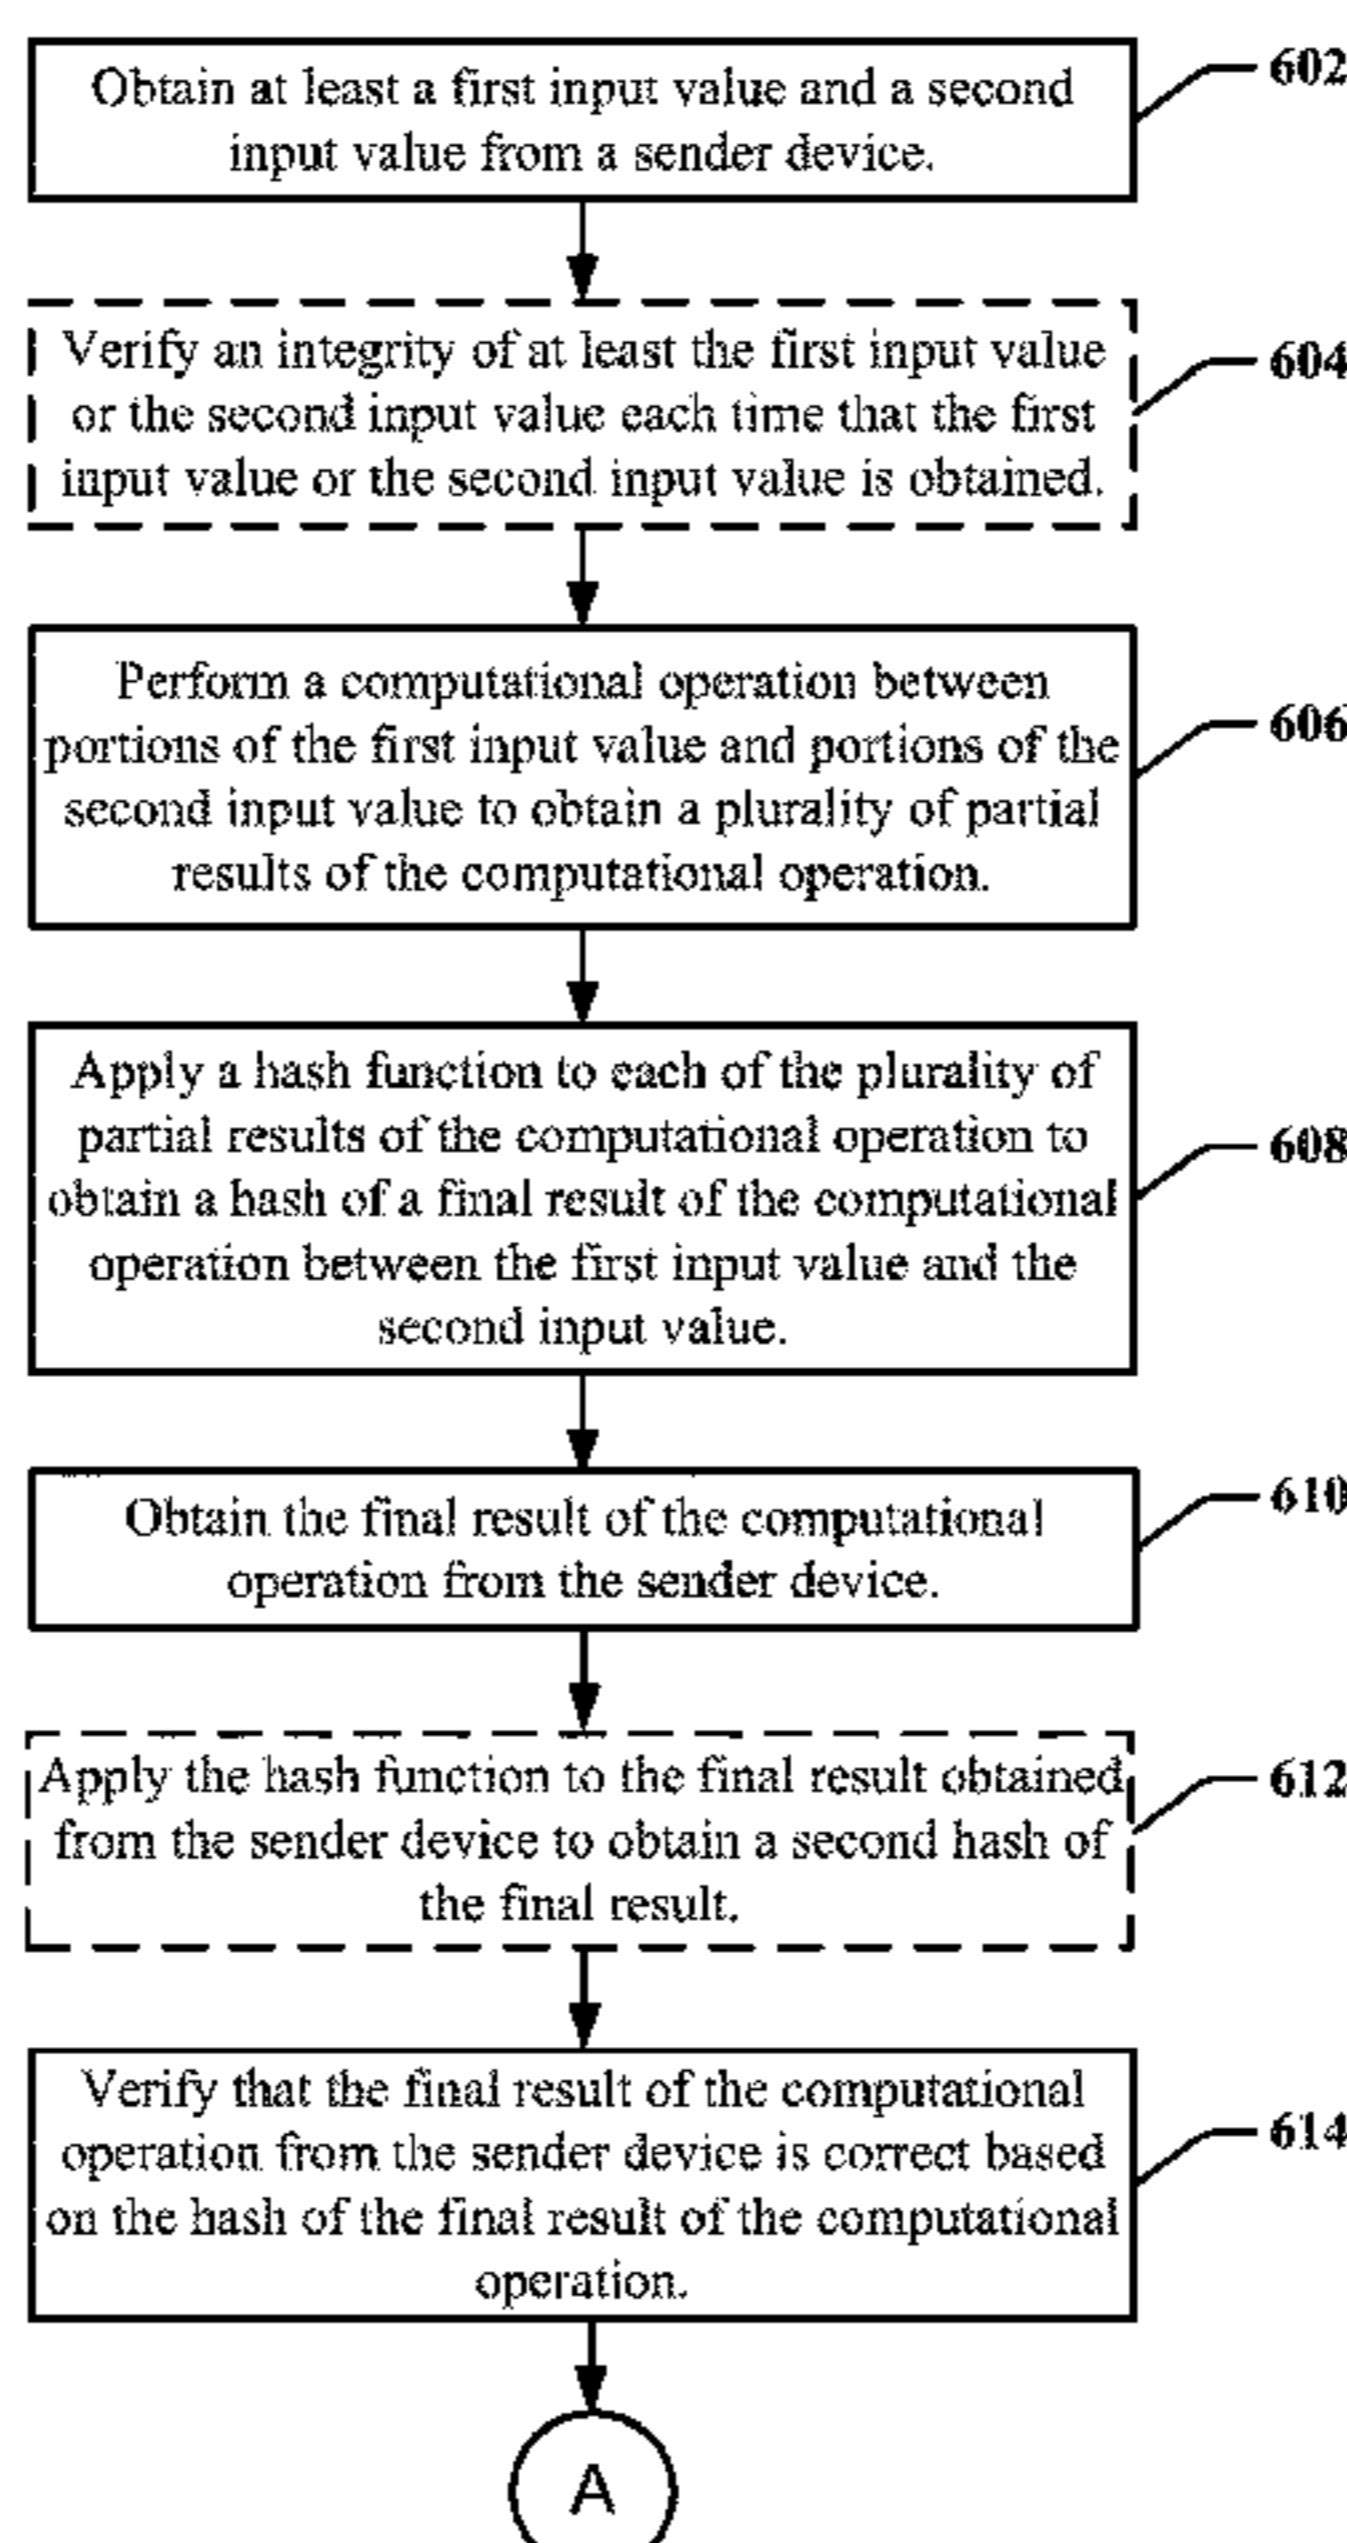 Obtain at least a first input value and a second
input value from a sender device.
602
Verify an integrity of at least the first input value
or the second input value each time that the first
input value or the second input value is obtained.
604
Perform a computational operation between
portions of the first input value and portions of the
second input value to obtain a plurality of partial
results of the computational operation.
606
Apply a hash function to each of the plurality of
partial results of the computational operation to
obtain a hash of a final result of the computational
operation between the first input value and the
second input value.
608
Obtain the final result of the computational
operation from the sender device.
610
Apply the hash function to the final result obtained
from the sender device to obtain a second hash of
the final result.
612
Verify that the final result of the computational
operation from the sender device is correct based
on the hash of the final result of the computational
operation.
614
A